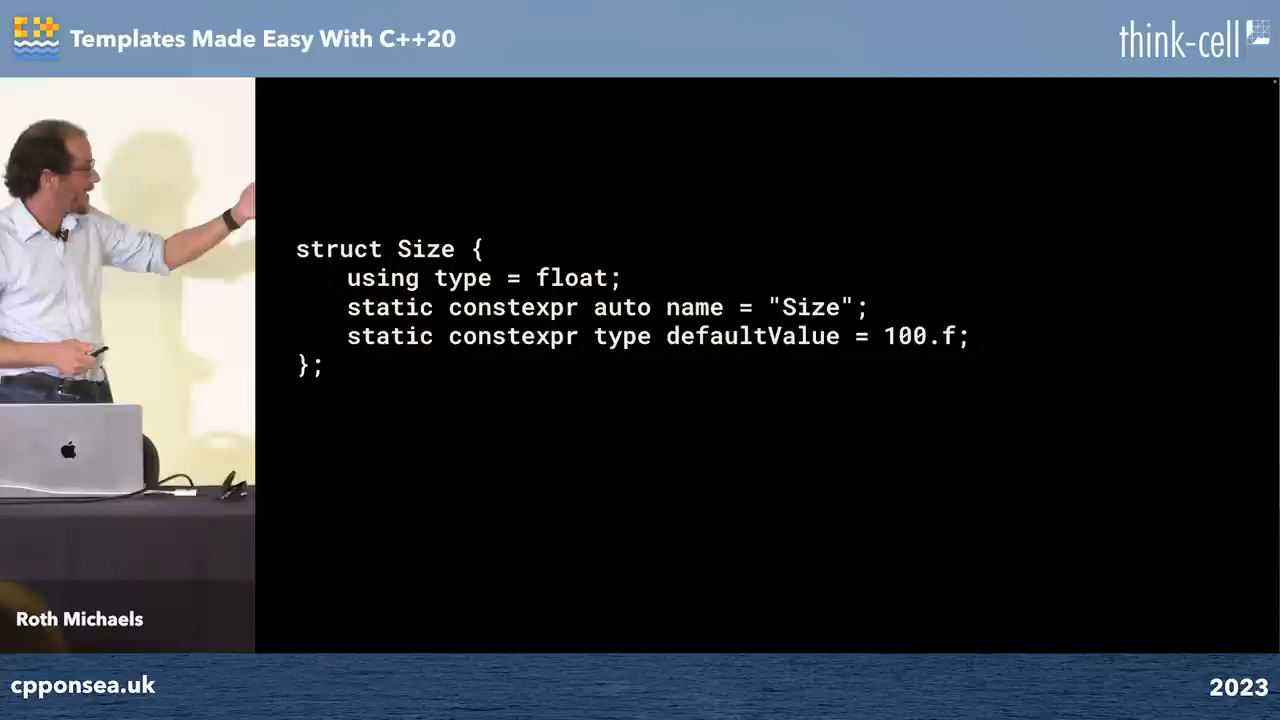 Templates Made Easy With C++20
think-cell
struct Size {
    using type = float;
    static constexpr auto name = "Size";
    static constexpr type defaultValue = 100.f;
};
Roth Michaels
cpponsea.uk
2023